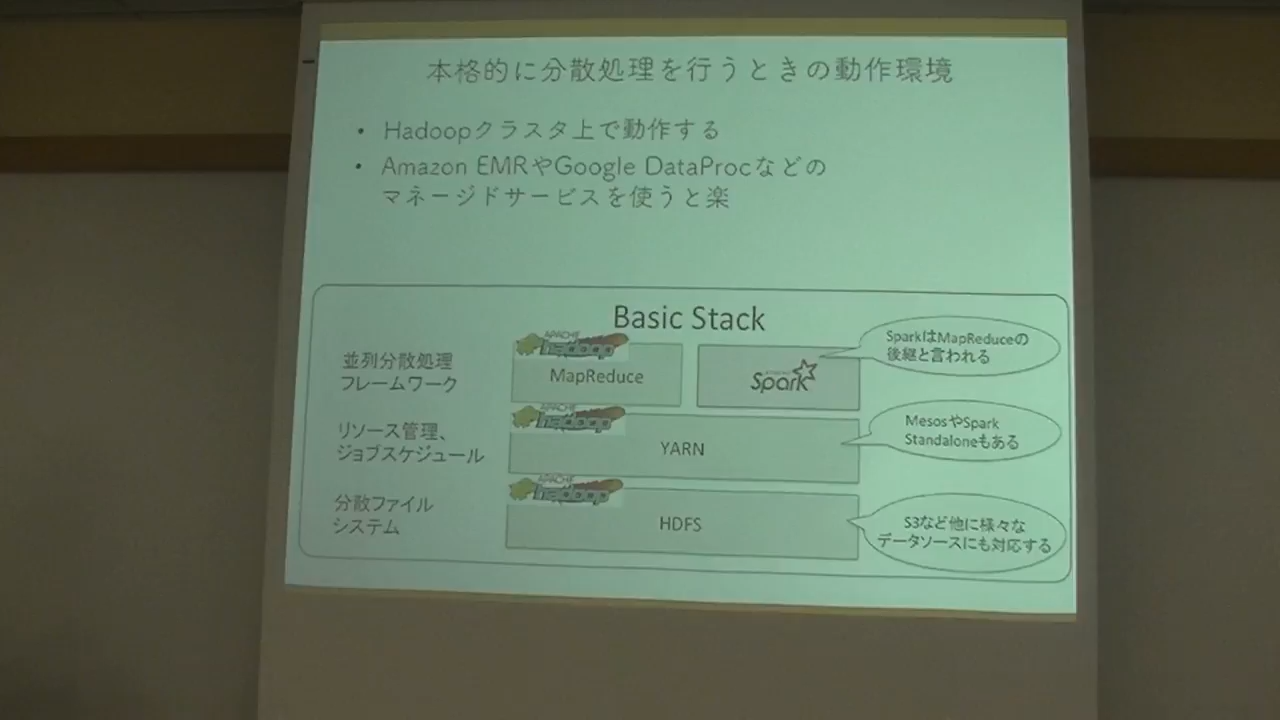 本格的に分散処理を行うときの動作環境
• Hadoopクラスタ上で動作する
• Amazon EMRやGoogle DataProcなどの
マネージドサービスを使うと楽
Basic Stack
並列分散処理
フレームワーク
APACHE
hadoop
MapReduce
Spark
SparkはMapReduceの
後継と言われる
リソース管理、
ジョブスケジュール
APACHE
hadoop
YARN
MesosやSpark
Standaloneもある
分散ファイル
システム
APACHE
hadoop
HDFS
S3など他に様々な
データソースにも対応する